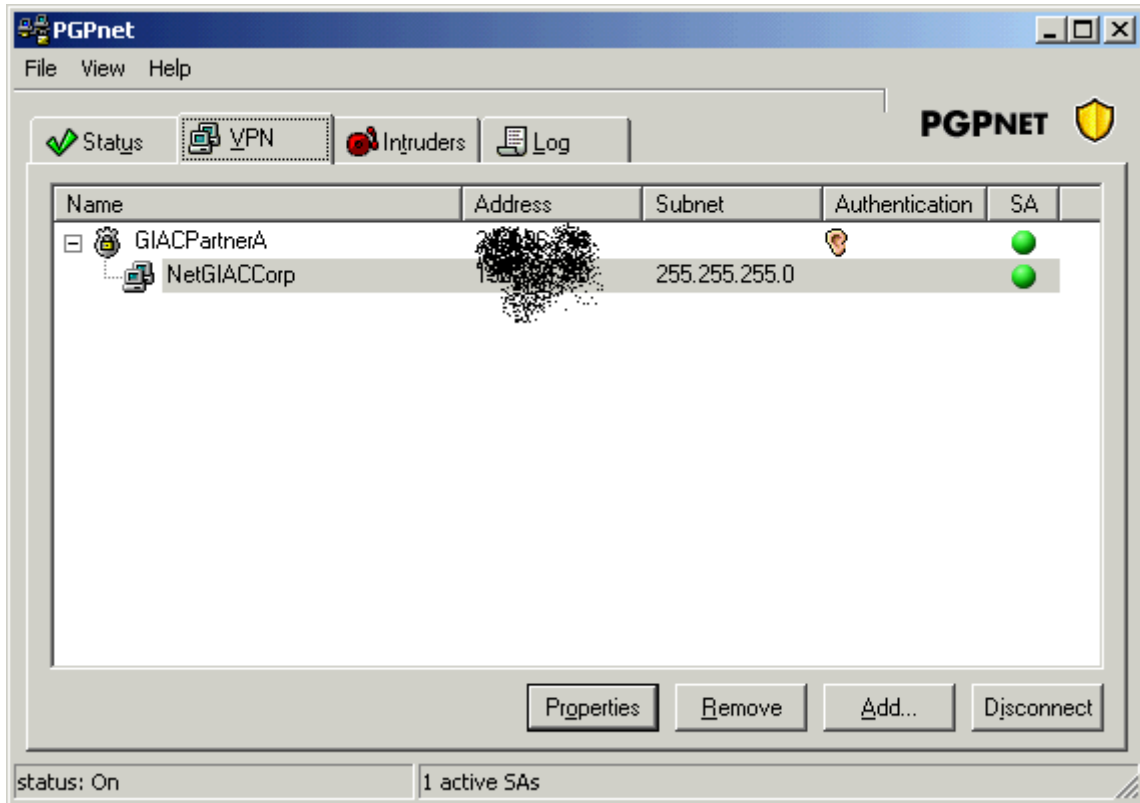 PGPnet
File View Help
PGPNET
Status VPN Intruders Log
Name Address Subnet Authentication SA
GIACPartnerA
NetGIACCorp 255.255.255.0
Properties Remove Add... Disconnect
status: On 1 active SAs